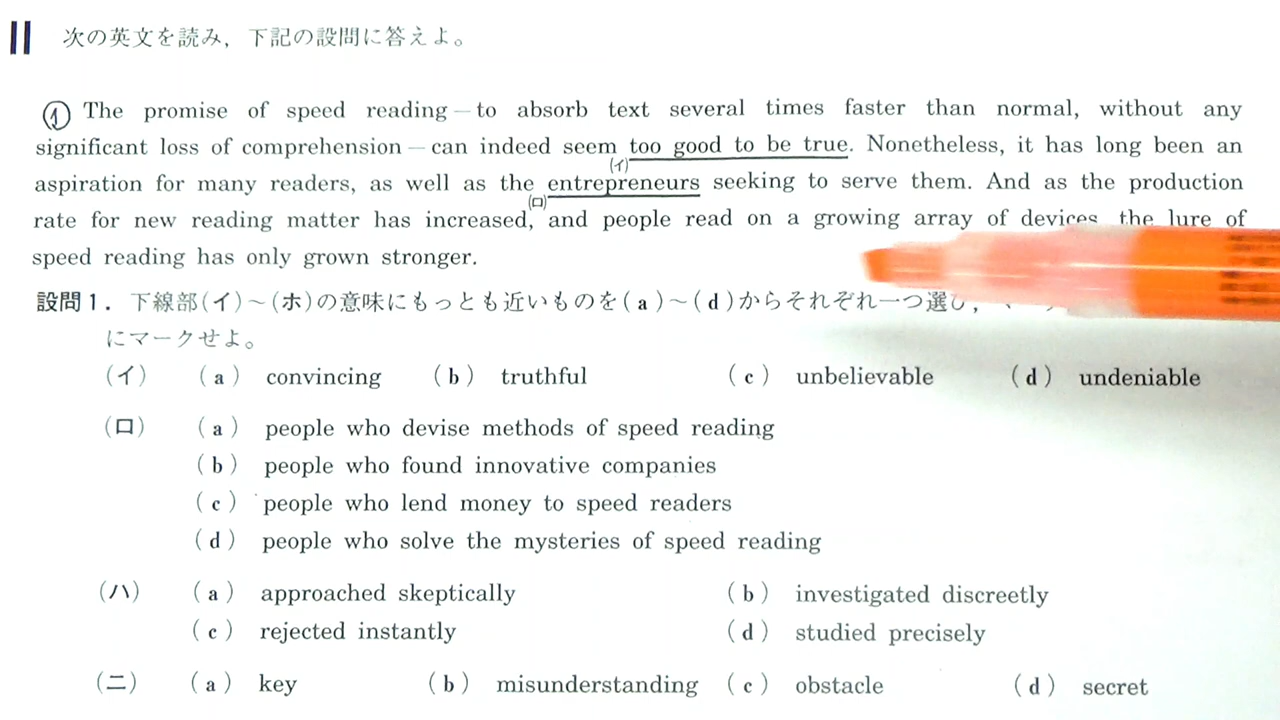 II 次の英文を読み，下記の設問に答えよ。
① The promise of speed reading — to absorb text several times faster than normal, without any
significant loss of comprehension — can indeed seem too good to be true. Nonetheless, it has long been an
(イ)
aspiration for many readers, as well as the entrepreneurs seeking to serve them. And as the production
(ロ)
rate for new reading matter has increased, and people read on a growing array of devices, the lure of
speed reading has only grown stronger.
設問1．下線部(イ)～(ホ)の意味にもっとも近いものを(a)～(d)からそれぞれ一つ選び，
にマークせよ。
(イ) (a) convincing (b) truthful (c) unbelievable (d) undeniable
(ロ) (a) people who devise methods of speed reading
(b) people who found innovative companies
(c) people who lend money to speed readers
(d) people who solve the mysteries of speed reading
(ハ) (a) approached skeptically (b) investigated discreetly
(c) rejected instantly (d) studied precisely
(ニ) (a) key (b) misunderstanding (c) obstacle (d) secret